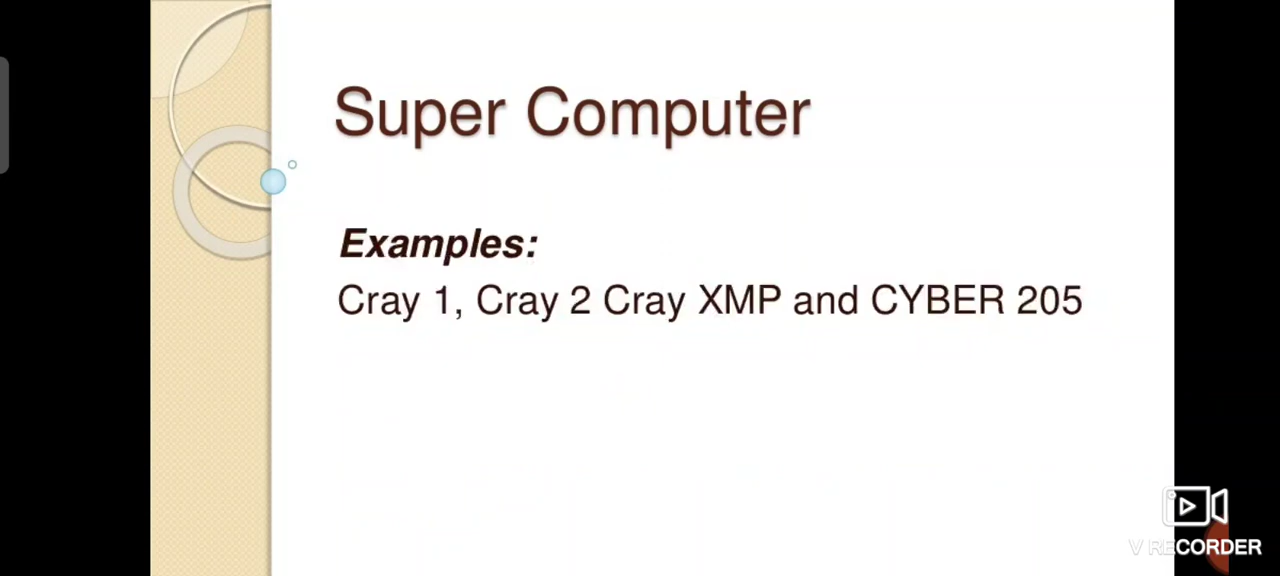 Super Computer
Examples:
Cray 1, Cray 2 Cray XMP and CYBER 205
V RECORDER